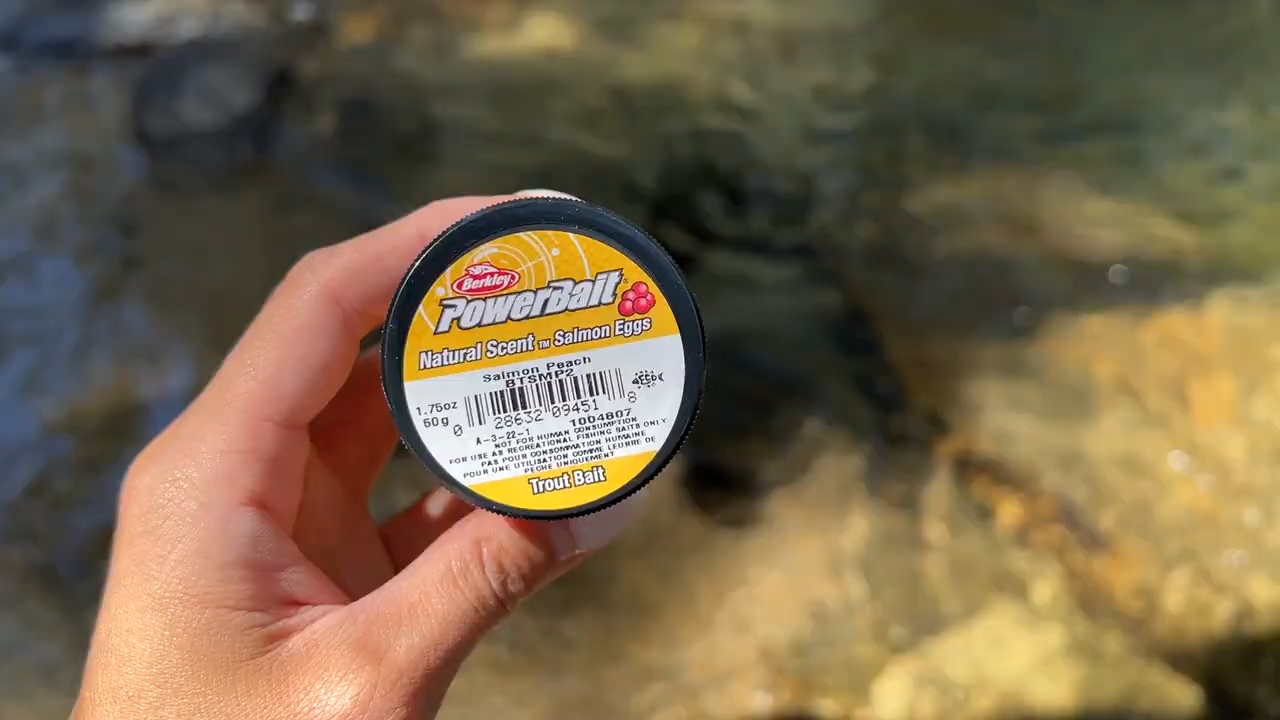 Berkley
PowerBait
Natural Scent™ Salmon Eggs
Salmon Peach
BTSMP2
1.75oz
50g
0 28632 09451 8
A-3-22-1 1004807
NOT FOR HUMAN CONSUMPTION
FOR USE AS RECREATIONAL FISHING BAITS ONLY
PAS POUR CONSOMMATION HUMAINE
POUR UNE UTILISATION COMME LEURRE DE
PECHE UNIQUEMENT
Trout Bait